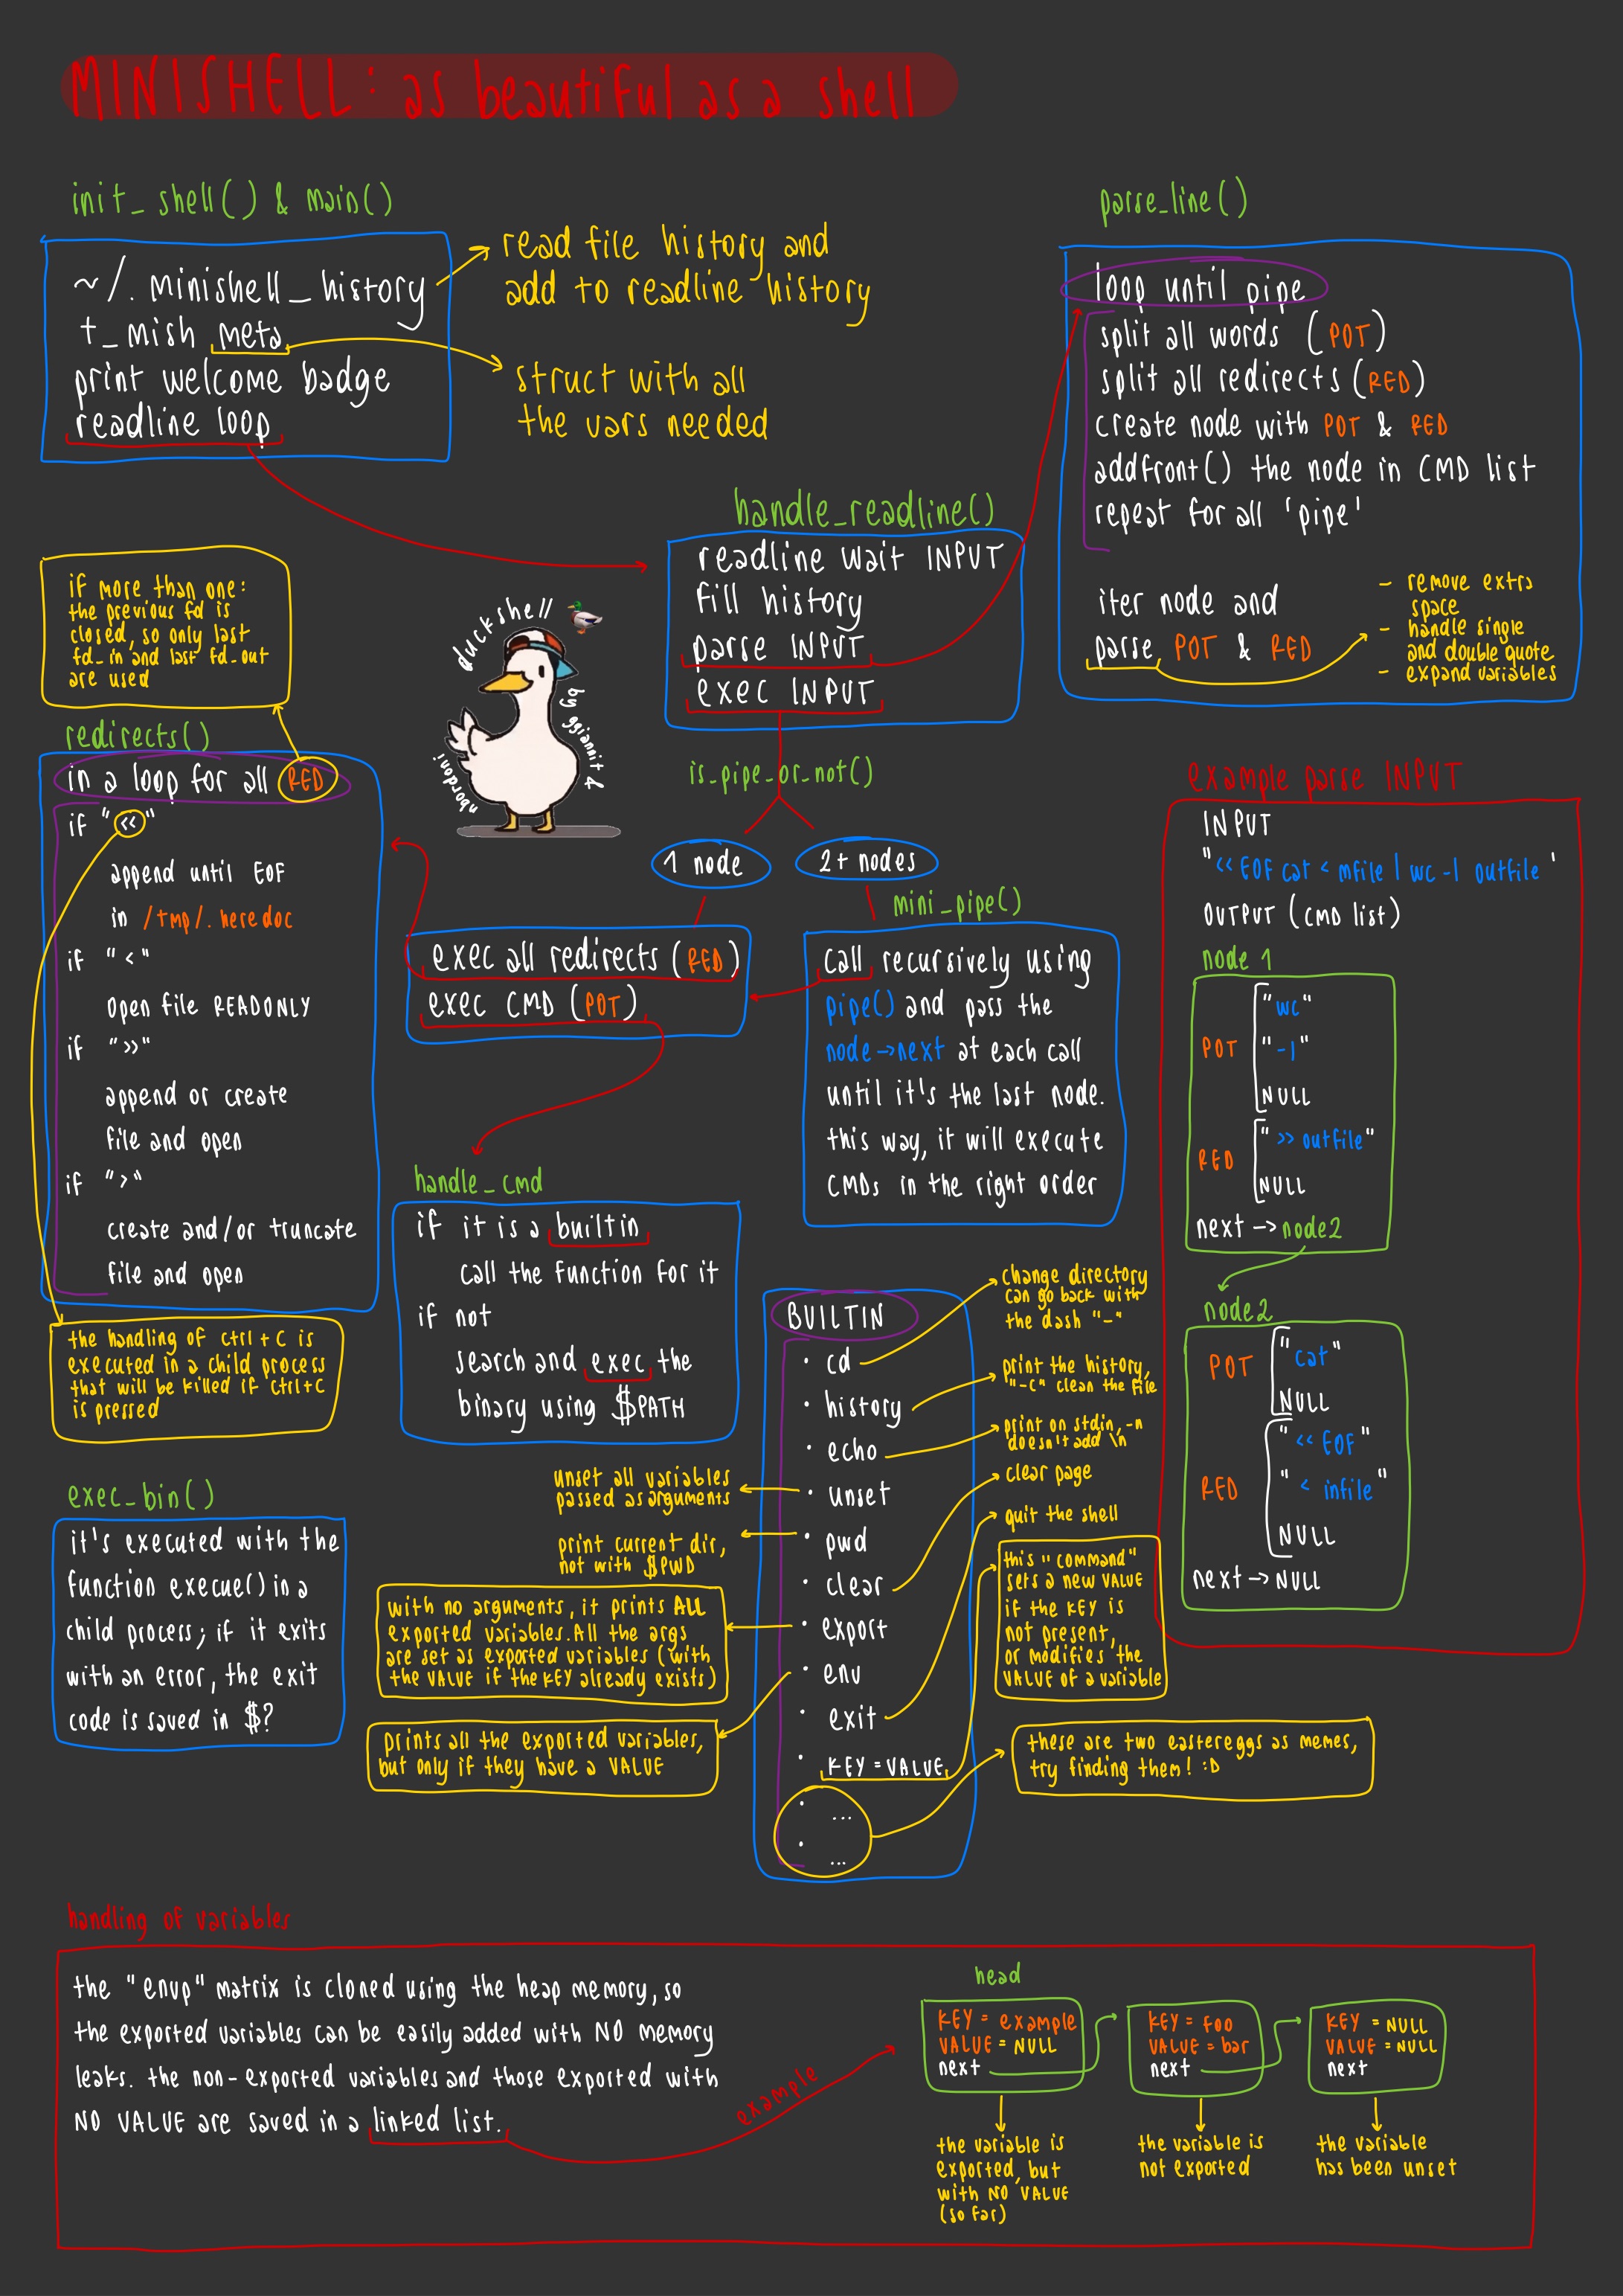 MINISHELL: as beautiful as a shell
init_shell() & main()
~/. minishell_history
t_mish meta
print welcome badge
readline loop
read file history and
add to readline history
struct with all
the vars needed
parse_line()
loop until pipe
split all words (POT)
split all redirects (RED)
create node with POT & RED
addfront() the node in CMD list
repeat for all 'pipe'
iter node and
parse POT & RED
- remove extra
space
- handle single
and double quote
- expand variables
handle_readline()
readline wait INPUT
fill history
parse INPUT
exec INPUT
if more than one:
the previous fd is
closed, so only last
fd_in and last fd_out
are used
duckshell
by ggiannit &
nbordoni
redirects()
in a loop for all RED
if "<<"
append until EOF
in /tmp/.heredoc
if "<"
open file READONLY
if ">>"
append or create
file and open
if ">"
create and/or truncate
file and open
the handling of ctrl+C is
executed in a child process
that will be killed if ctrl+C
is pressed
is_pipe_or_not()
1 node
2+ nodes
exec all redirects (RED)
exec CMD (POT)
mini_pipe()
call recursively using
pipe() and pass the
node->next at each call
until it's the last node.
this way, it will execute
CMDs in the right order
example parse INPUT
INPUT
"<< EOF cat < mfile | wc -l outfile '
OUTPUT (CMD list)
node 1
POT
"wc"
"-l"
NULL
RED
">> outfile"
NULL
next -> node2
node2
POT
"cat"
NULL
RED
"<< EOF"
"< infile"
NULL
next -> NULL
handle_cmd
if it is a builtin
call the function for it
if not
search and exec the
binary using $PATH
exec_bin()
it's executed with the
function execve() in a
child process; if it exits
with an error, the exit
code is saved in $?
BUILTIN
· cd
· history
· echo
· unset
· pwd
· clear
· export
· env
· exit
· KEY=VALUE
· ...
· ...
change directory
can go back with
the dash "-"
print the history,
"-c" clean the file
print on stdin, -n
doesn't add \n
clear page
quit the shell
this "command"
sets a new VALUE
if the KEY is
not present,
or modifies the
VALUE of a variable
these are two eastereggs as memes,
try finding them! :D
unset all variables
passed as arguments
print current dir,
not with $PWD
with no arguments, it prints ALL
exported variables. All the args
are set as exported variables (with
the VALUE if the KEY already exists)
prints all the exported variables,
but only if they have a VALUE
handling of variables
the "envp" matrix is cloned using the heap memory, so
the exported variables can be easily added with NO memory
leaks. the non-exported variables and those exported with
NO VALUE are saved in a linked list.
example
head
KEY = example
VALUE = NULL
next
KEY = foo
VALUE = bar
next
KEY = NULL
VALUE = NULL
next
the variable is
exported, but
with NO VALUE
(so far)
the variable is
not exported
the variable
has been unset